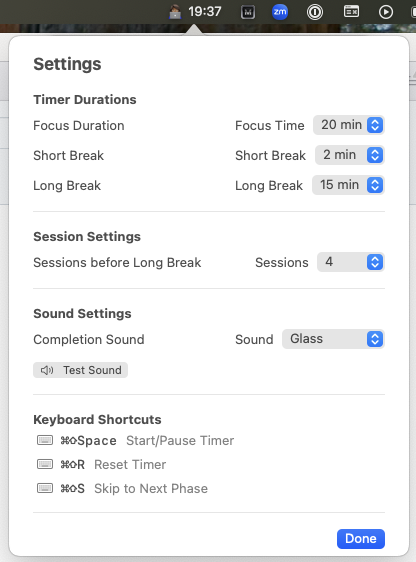 19:37
zm
Settings
Timer Durations
Focus Duration Focus Time 20 min
Short Break Short Break 2 min
Long Break Long Break 15 min
Session Settings
Sessions before Long Break Sessions 4
Sound Settings
Completion Sound Sound Glass
Test Sound
Keyboard Shortcuts
⌘⇧Space Start/Pause Timer
⌘⇧R Reset Timer
⌘⇧S Skip to Next Phase
Done